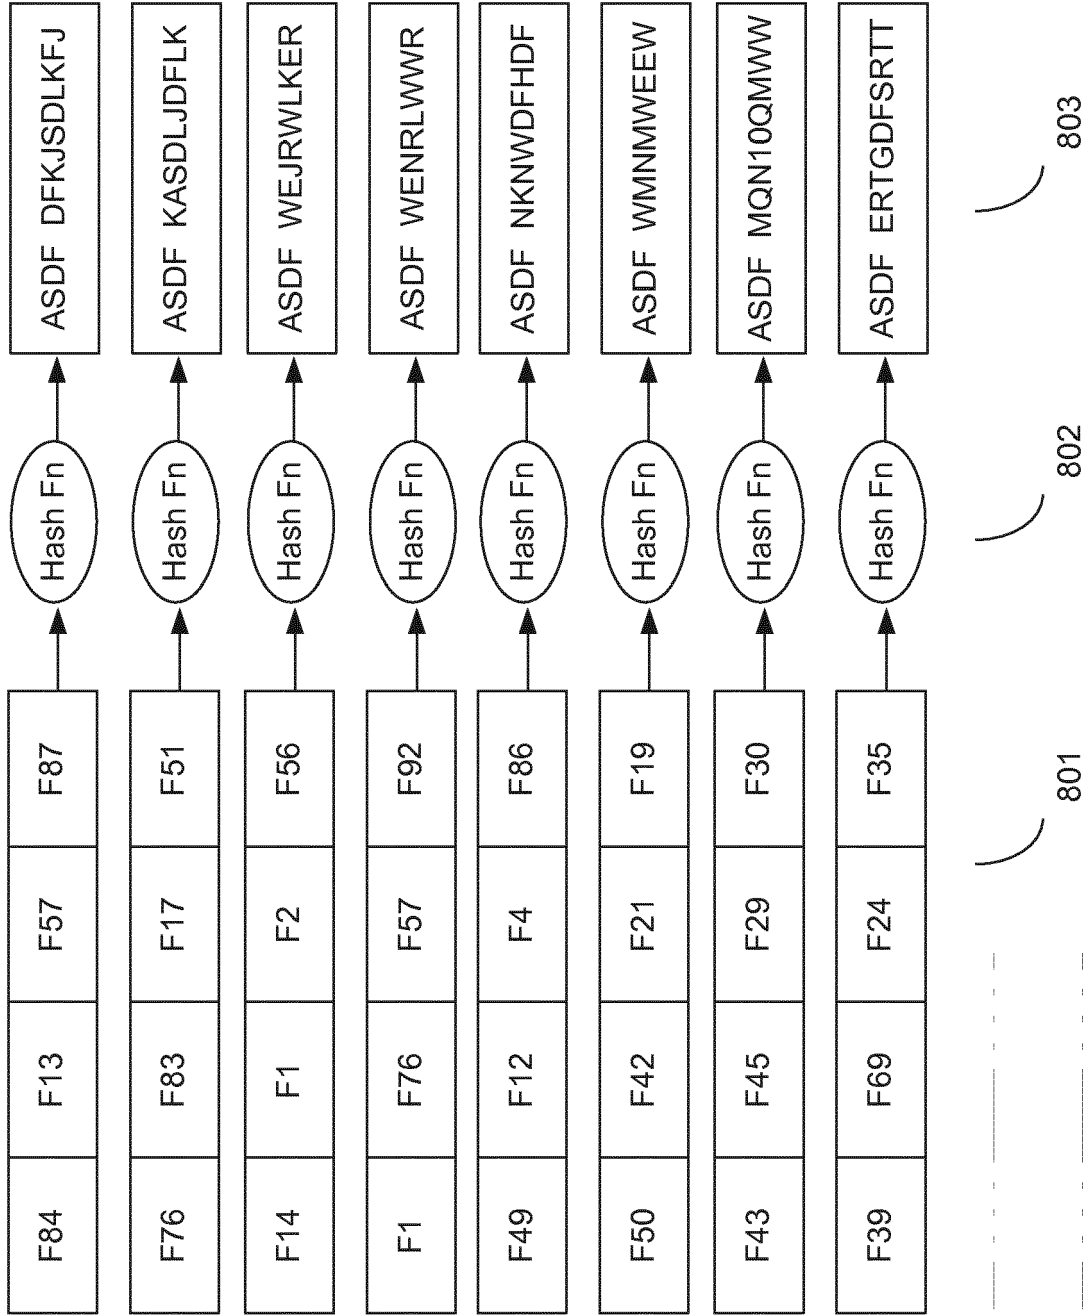 F84 F13 F57 F87 Hash Fn ASDF DFKJSDLKFJ
F76 F83 F17 F51 Hash Fn ASDF KASDLJDFLK
F14 F1 F2 F56 Hash Fn ASDF WEJRWLKER
F1 F76 F57 F92 Hash Fn ASDF WENRLWWR
F49 F12 F4 F86 Hash Fn ASDF NKNWDFHDF
F50 F42 F21 F19 Hash Fn ASDF WMNMWEEW
F43 F45 F29 F30 Hash Fn ASDF MQN10QMWW
F39 F69 F24 F35 Hash Fn ASDF ERTGDFSRTT
801 802 803